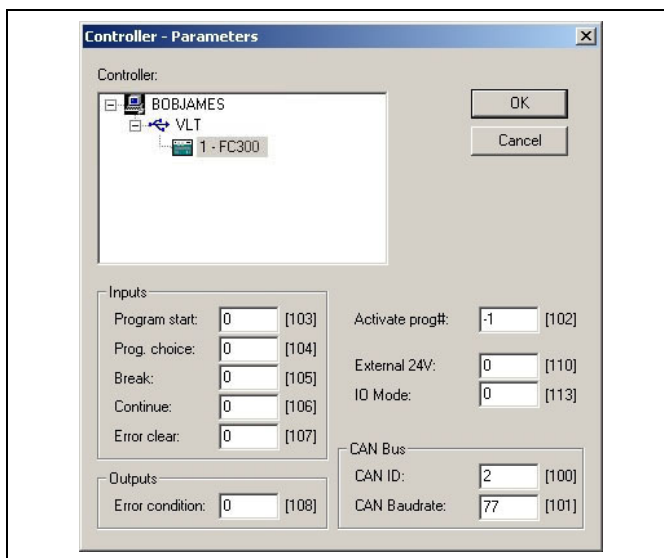 Controller - Parameters
Controller:
BOBJAMES
VLT
1 - FC300
OK
Cancel
Inputs
Program start: 0 [103]
Prog. choice: 0 [104]
Break: 0 [105]
Continue: 0 [106]
Error clear: 0 [107]
Outputs
Error condition: 0 [108]
Activate prog#: -1 [102]
External 24V: 0 [110]
IO Mode: 0 [113]
CAN Bus
CAN ID: 2 [100]
CAN Baudrate: 77 [101]